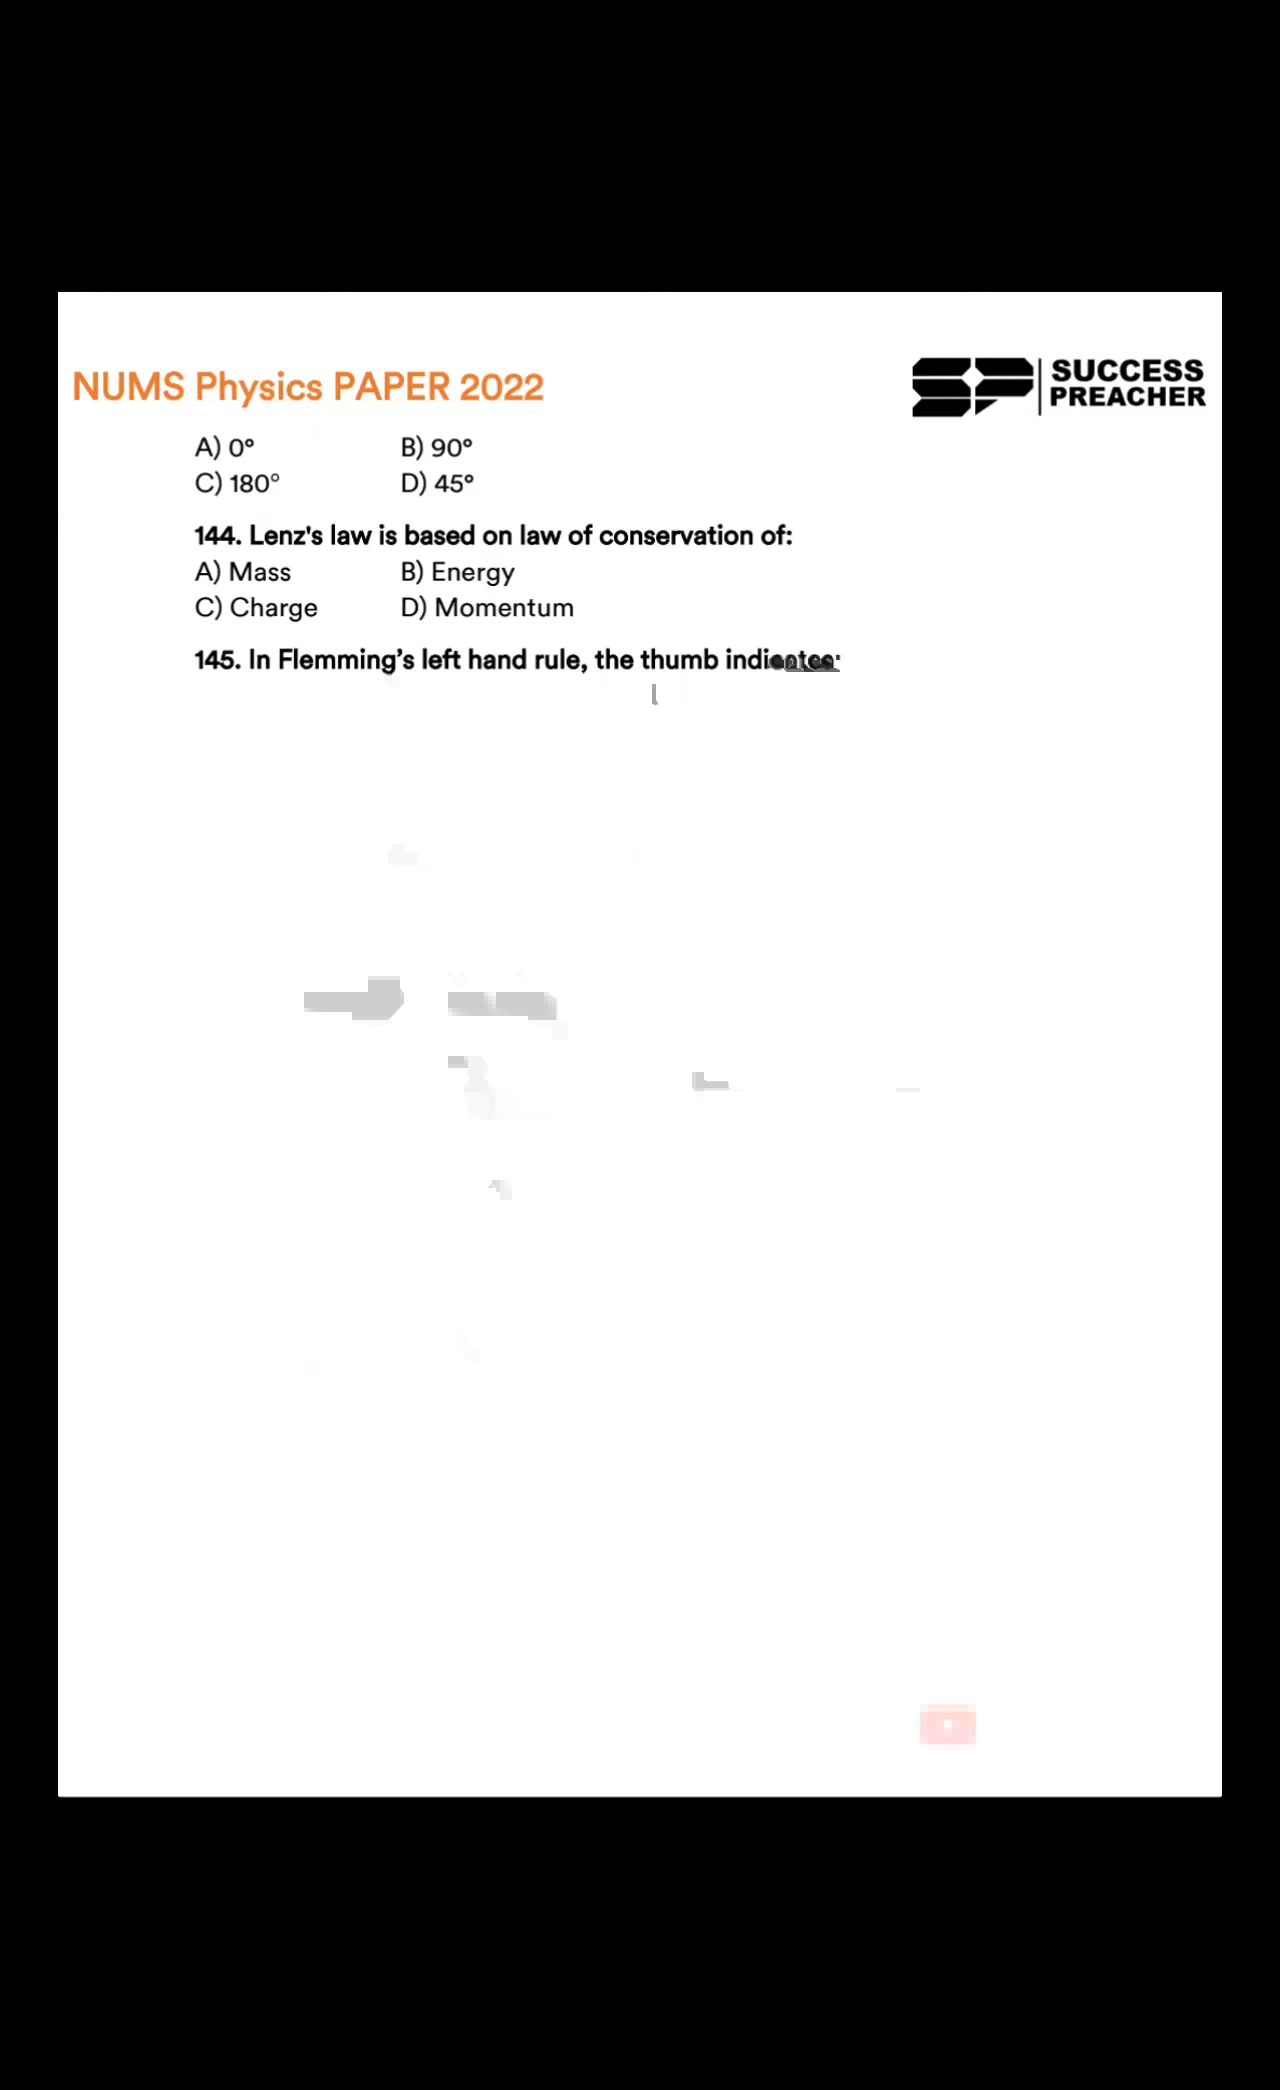 NUMS Physics PAPER 2022
SUCCESS
PREACHER
A) 0° B) 90°
C) 180° D) 45°
144. Lenz's law is based on law of conservation of:
A) Mass B) Energy
C) Charge D) Momentum
145. In Flemming’s left hand rule, the thumb indicates: